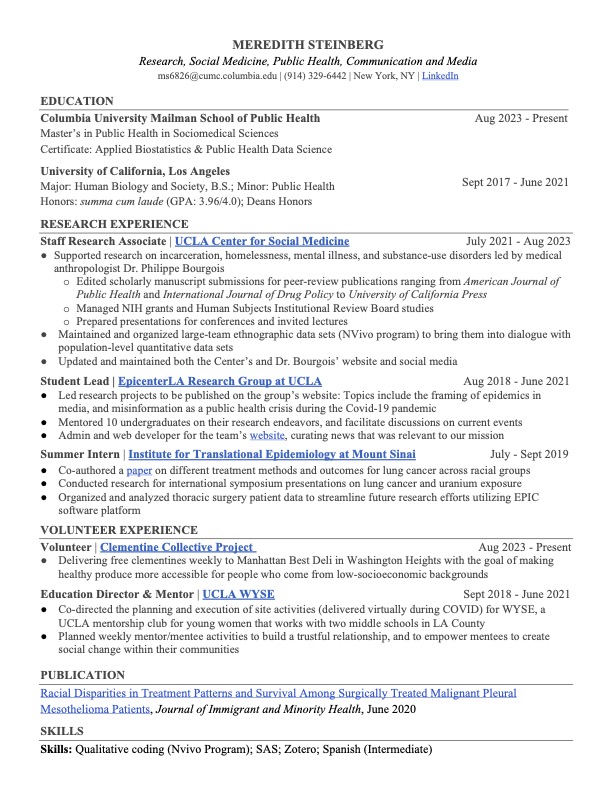 MEREDITH STEINBERG
Research, Social Medicine, Public Health, Communication and Media
ms6826@cumc.columbia.edu | (914) 329-6442 | New York, NY | LinkedIn
EDUCATION
Columbia University Mailman School of Public Health Aug 2023 - Present
Master's in Public Health in Sociomedical Sciences
Certificate: Applied Biostatistics & Public Health Data Science
University of California, Los Angeles
Major: Human Biology and Society, B.S.; Minor: Public Health Sept 2017 - June 2021
Honors: summa cum laude (GPA: 3.96/4.0); Deans Honors
RESEARCH EXPERIENCE
Staff Research Associate | UCLA Center for Social Medicine July 2021 - Aug 2023
● Supported research on incarceration, homelessness, mental illness, and substance-use disorders led by medical
anthropologist Dr. Philippe Bourgois
○ Edited scholarly manuscript submissions for peer-review publications ranging from American Journal of
Public Health and International Journal of Drug Policy to University of California Press
○ Managed NIH grants and Human Subjects Institutional Review Board studies
○ Prepared presentations for conferences and invited lectures
● Maintained and organized large-team ethnographic data sets (NVivo program) to bring them into dialogue with
population-level quantitative data sets
● Updated and maintained both the Center's and Dr. Bourgois' website and social media
Student Lead | EpicenterLA Research Group at UCLA Aug 2018 - June 2021
● Led research projects to be published on the group's website: Topics include the framing of epidemics in
media, and misinformation as a public health crisis during the Covid-19 pandemic
● Mentored 10 undergraduates on their research endeavors, and facilitate discussions on current events
● Admin and web developer for the team's website, curating news that was relevant to our mission
Summer Intern | Institute for Translational Epidemiology at Mount Sinai July - Sept 2019
● Co-authored a paper on different treatment methods and outcomes for lung cancer across racial groups
● Conducted research for international symposium presentations on lung cancer and uranium exposure
● Organized and analyzed thoracic surgery patient data to streamline future research efforts utilizing EPIC
software platform
VOLUNTEER EXPERIENCE
Volunteer | Clementine Collective Project Aug 2023 - Present
● Delivering free clementines weekly to Manhattan Best Deli in Washington Heights with the goal of making
healthy produce more accessible for people who come from low-socioeconomic backgrounds
Education Director & Mentor | UCLA WYSE Sept 2018 - June 2021
● Co-directed the planning and execution of site activities (delivered virtually during COVID) for WYSE, a
UCLA mentorship club for young women that works with two middle schools in LA County
● Planned weekly mentor/mentee activities to build a trustful relationship, and to empower mentees to create
social change within their communities
PUBLICATION
Racial Disparities in Treatment Patterns and Survival Among Surgically Treated Malignant Pleural
Mesothelioma Patients, Journal of Immigrant and Minority Health, June 2020
SKILLS
Skills: Qualitative coding (Nvivo Program); SAS; Zotero; Spanish (Intermediate)